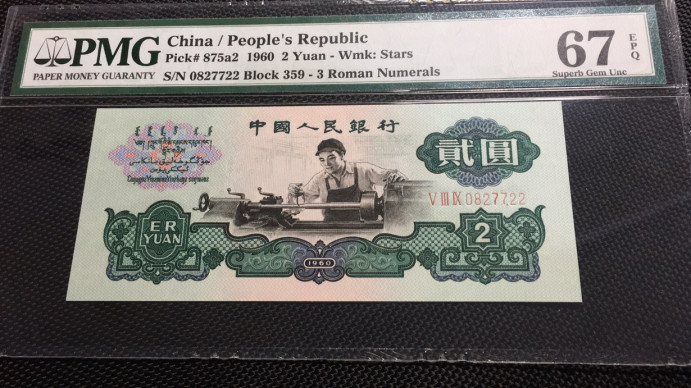 PMG
PAPER MONEY GUARANTY
China / People's Republic
Pick# 875a2 1960 2 Yuan - Wmk: Stars
S/N 0827722 Block 359 - 3 Roman Numerals
67 EPQ
Superb Gem Unc
中國人民銀行
貳圓
V III IX 0827722
ER
YUAN
2
1960